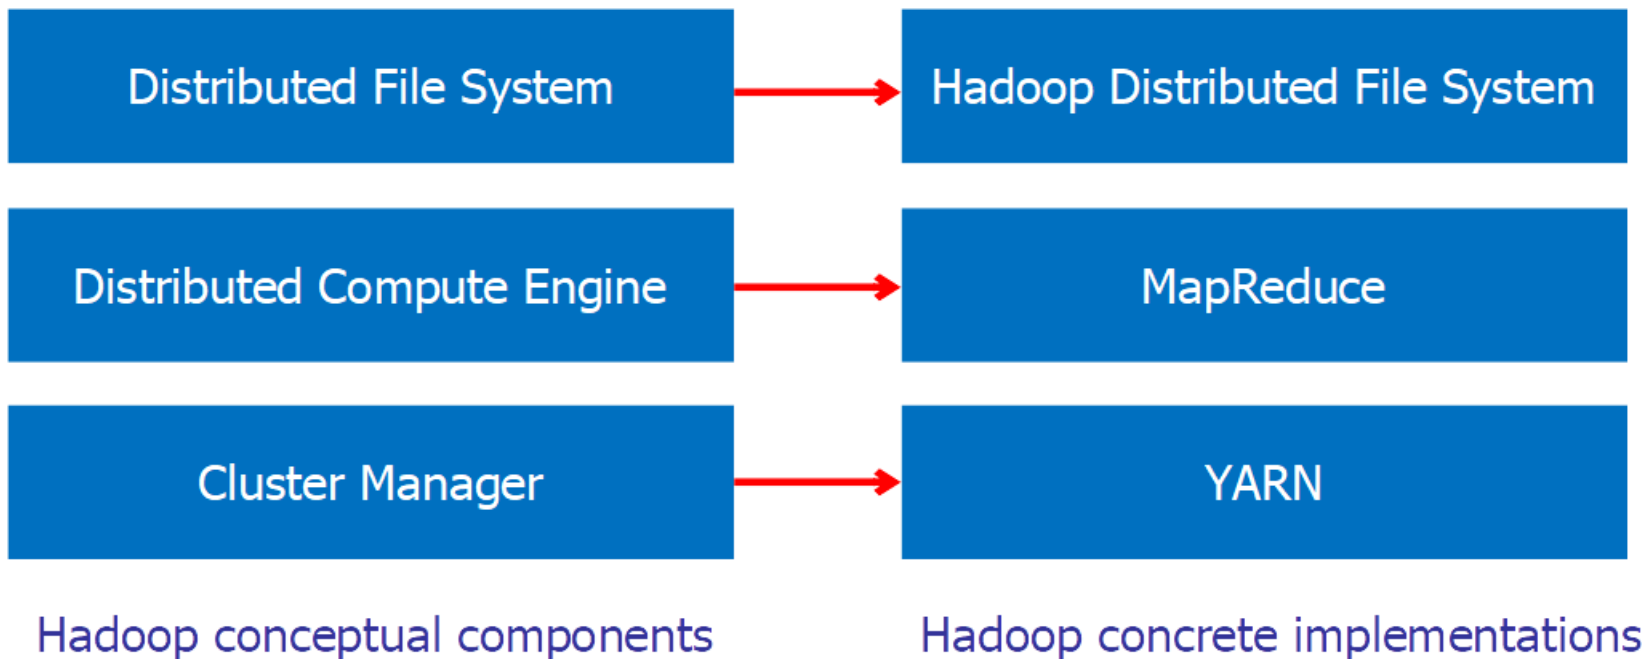 Distributed File System
Hadoop Distributed File System
Distributed Compute Engine
MapReduce
Cluster Manager
YARN
Hadoop conceptual components
Hadoop concrete implementations